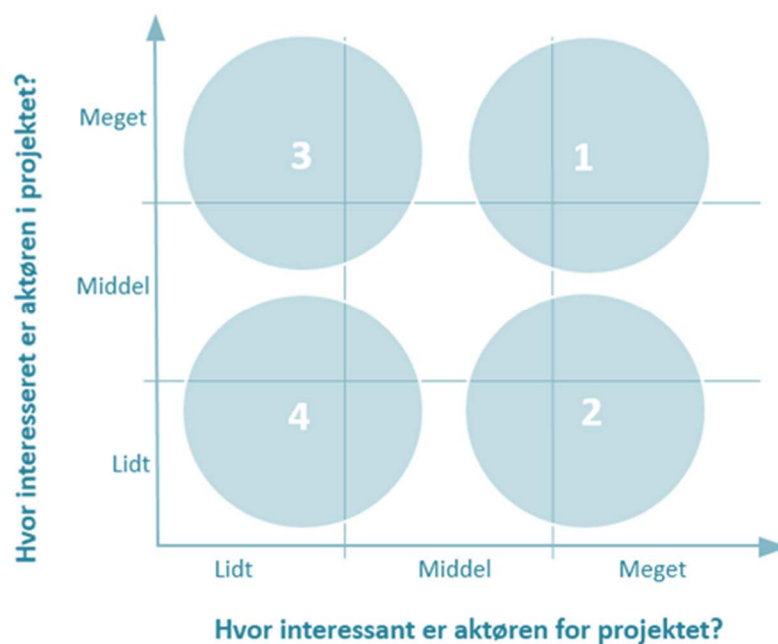 Hvor interesseret er aktøren i projektet?
Meget
Middel
Lidt
3
1
4
2
Lidt
Middel
Meget
Hvor interessant er aktøren for projektet?